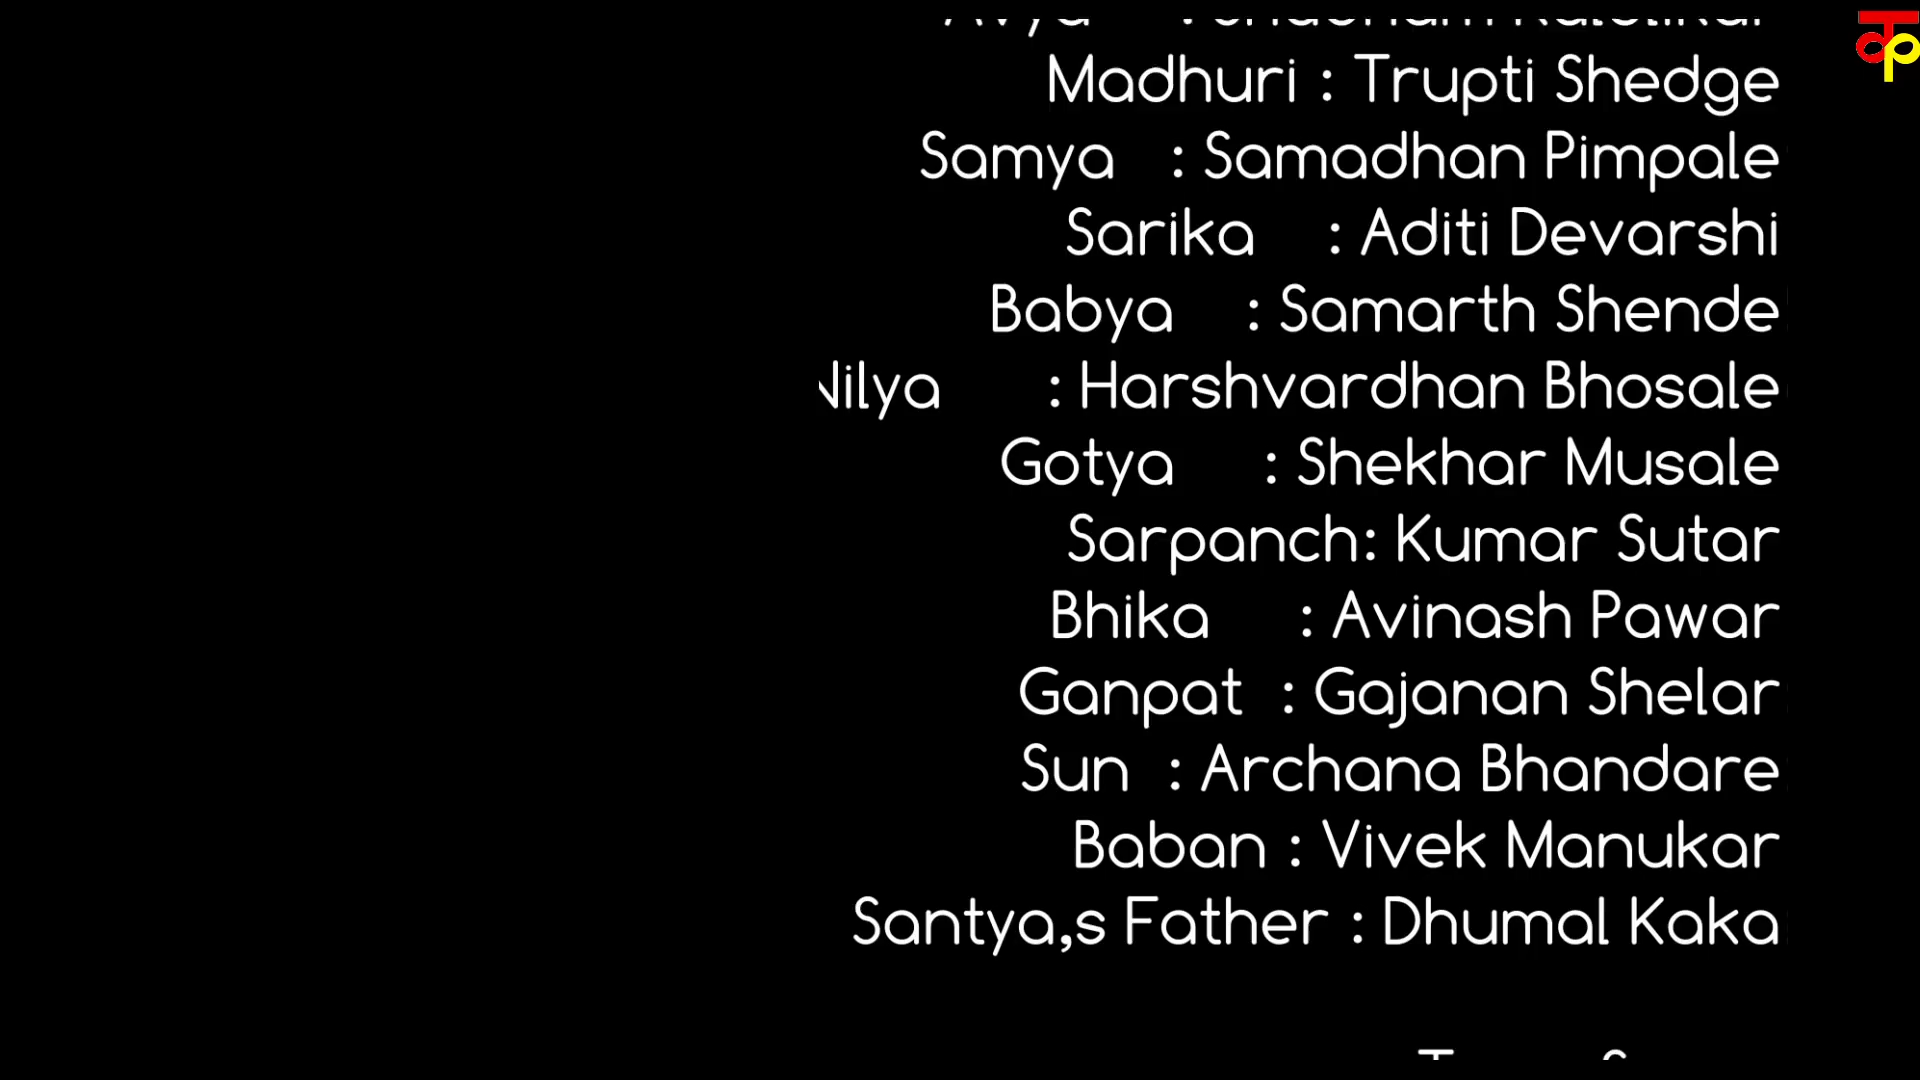 Madhuri : Trupti Shedge
Samya : Samadhan Pimpale
Sarika : Aditi Devarshi
Babya : Samarth Shende
Nilya : Harshvardhan Bhosale
Gotya : Shekhar Musale
Sarpanch: Kumar Sutar
Bhika : Avinash Pawar
Ganpat : Gajanan Shelar
Sun : Archana Bhandare
Baban : Vivek Manukar
Santya,s Father : Dhumal Kaka